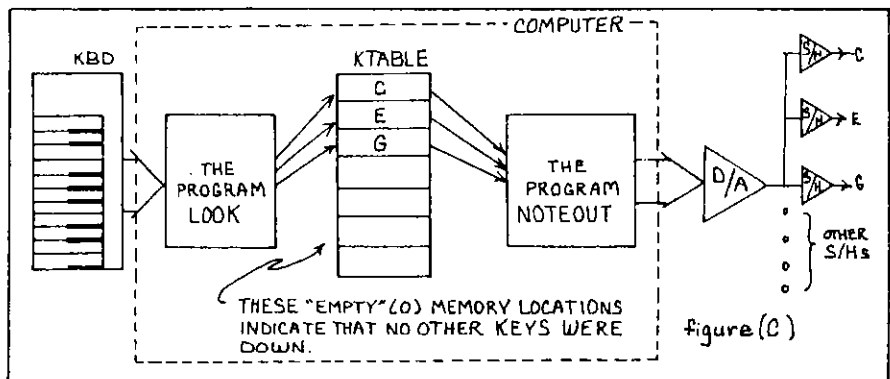 COMPUTER
KBD
KTABLE
C
E
G
THE
PROGRAM
LOOK
THE
PROGRAM
NOTEOUT
D/A
S/H
C
S/H
E
S/H
G
OTHER
S/Hs
THESE "EMPTY"(0) MEMORY LOCATIONS
INDICATE THAT NO OTHER KEYS WERE
DOWN.
figure (C)